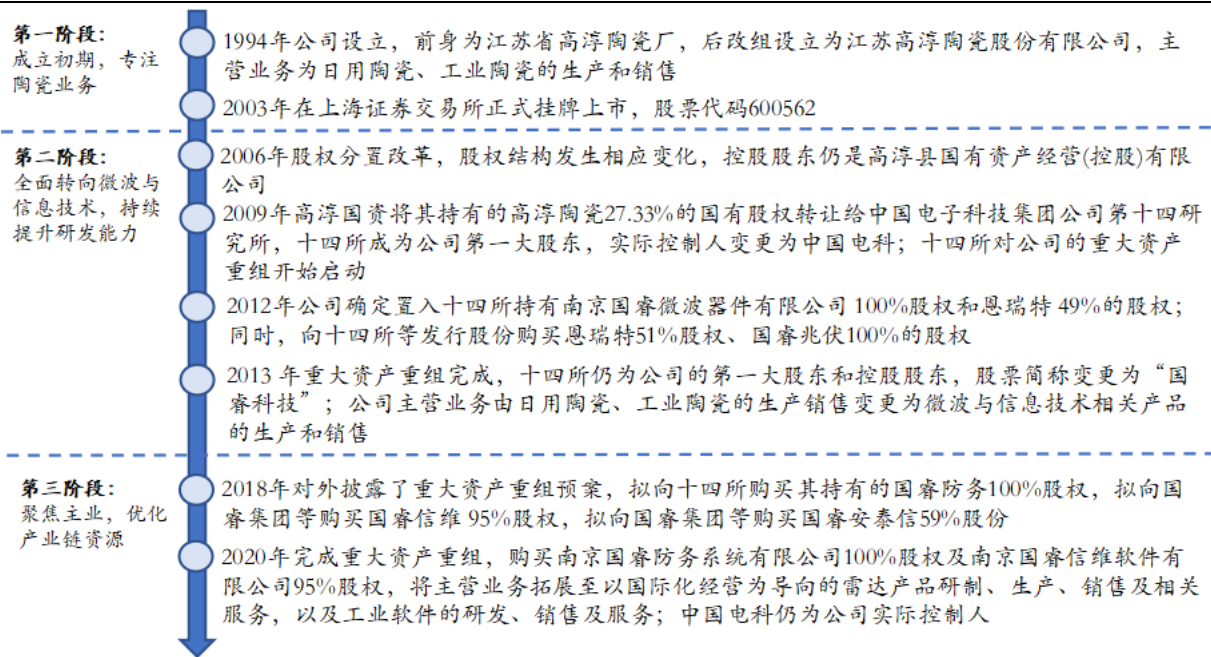 第一阶段：
成立初期，专注
陶瓷业务
1994年公司设立，前身为江苏省高淳陶瓷厂，后改组设立为江苏高淳陶瓷股份有限公司，主
营业务为日用陶瓷、工业陶瓷的生产和销售
2003年在上海证券交易所正式挂牌上市，股票代码600562
第二阶段：
全面转向微波与
信息技术，持续
提升研发能力
2006年股权分置改革，股权结构发生相应变化，控股股东仍是高淳县国有资产经营(控股)有限
公司
2009年高淳国资将其持有的高淳陶瓷27.33%的国有股权转让给中国电子科技集团公司第十四研
究所，十四所成为公司第一大股东，实际控制人变更为中国电科；十四所对公司的重大资产
重组开始启动
2012年公司确定置入十四所持有南京国睿微波器件有限公司 100%股权和恩瑞特 49%的股权；
同时，向十四所等发行股份购买恩瑞特51%股权、国睿兆伏100%的股权
2013 年重大资产重组完成，十四所仍为公司的第一大股东和控股股东，股票简称变更为“国
睿科技”；公司主营业务由日用陶瓷、工业陶瓷的生产销售变更为微波与信息技术相关产品
的生产和销售
第三阶段：
聚焦主业，优化
产业链资源
2018年对外披露了重大资产重组预案，拟向十四所购买其持有的国睿防务100%股权，拟向国
睿集团等购买国睿信维 95%股权，拟向国睿集团等购买国睿安泰信59%股份
2020年完成重大资产重组，购买南京国睿防务系统有限公司100%股权及南京国睿信维软件有
限公司95%股权，将主营业务拓展至以国际化经营为导向的雷达产品研制、生产、销售及相关
服务，以及工业软件的研发、销售及服务；中国电科仍为公司实际控制人